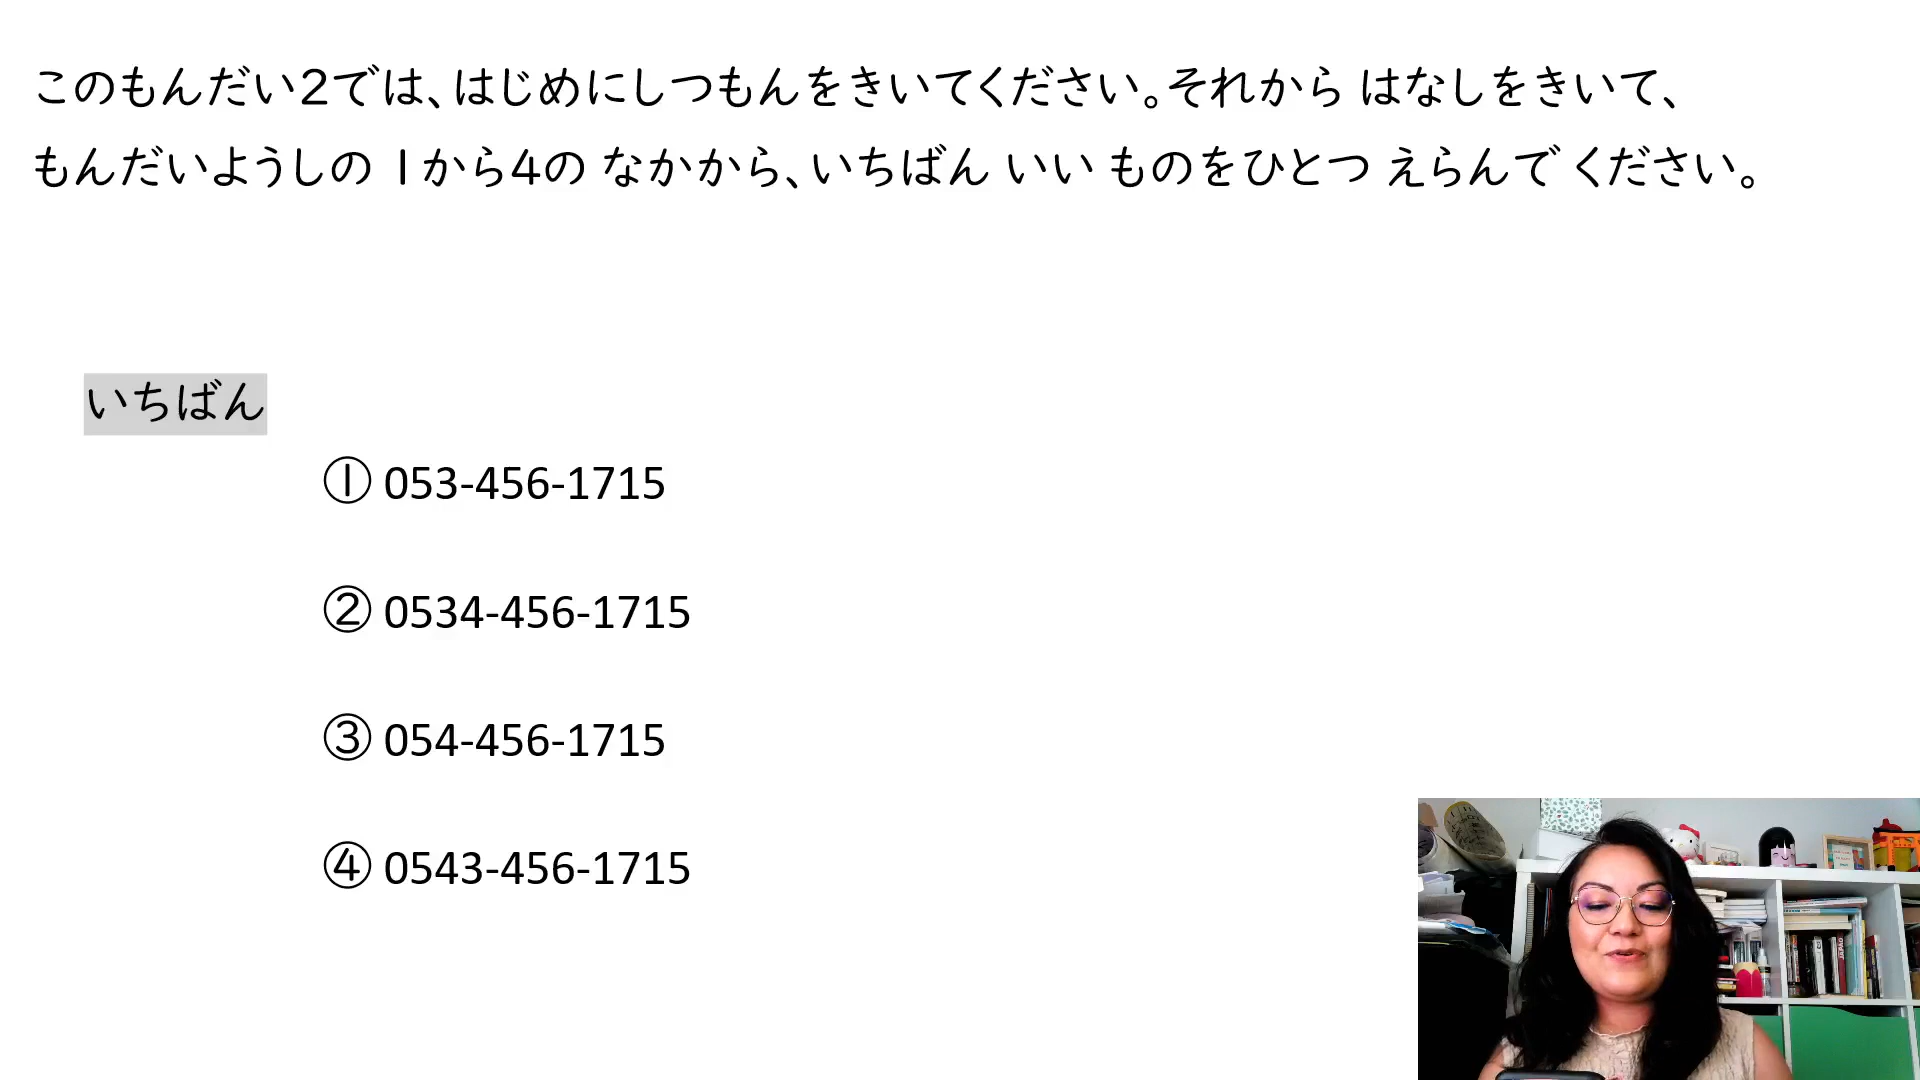 このもんだい2では、はじめにしつもんをきいてください。それから はなしをきいて、
もんだいようしの 1から4の なかから、いちばん いい ものをひとつ えらんで ください。
いちばん
① 053-456-1715
② 0534-456-1715
③ 054-456-1715
④ 0543-456-1715